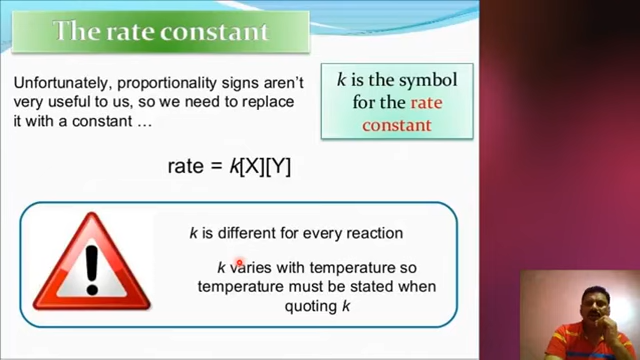 The rate constant
Unfortunately, proportionality signs aren't
very useful to us, so we need to replace
it with a constant …
k is the symbol
for the rate
constant
rate = k[X][Y]
k is different for every reaction
k varies with temperature so
temperature must be stated when
quoting k